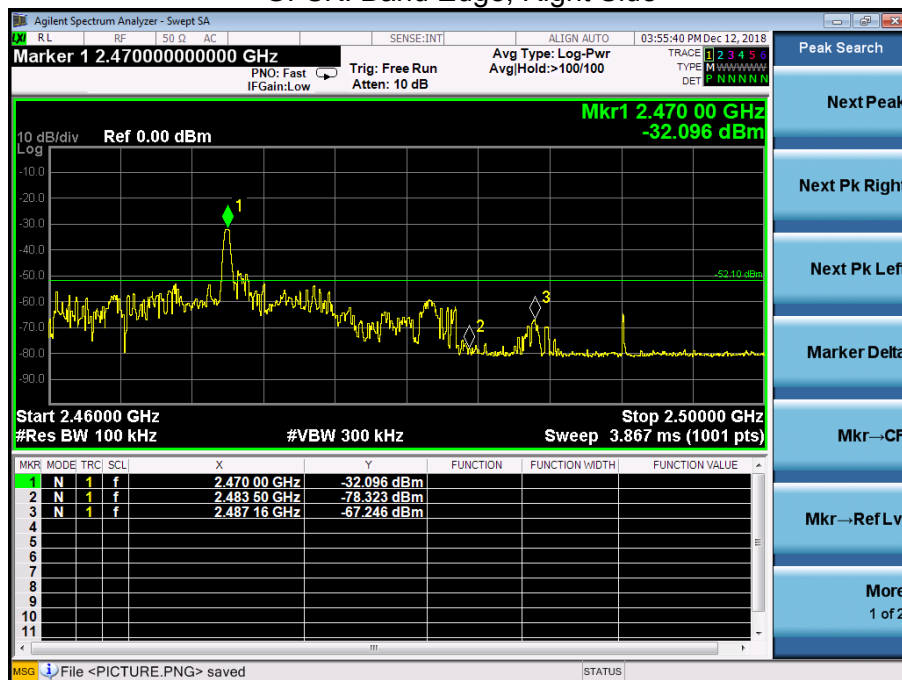 Agilent Spectrum Analyzer - Swept SA
LXI RL RF 50 Ω AC SENSE:INT ALIGN AUTO 03:55:40 PM Dec 12, 2018
Marker 1 2.470000000000 GHz
PNO: Fast
IFGain:Low
Trig: Free Run
Atten: 10 dB
Avg Type: Log-Pwr
Avg|Hold:>100/100
TRACE 1 2 3 4 5 6
TYPE M WWWWW
DET P N N N N N
Mkr1 2.470 00 GHz
-32.096 dBm
10 dB/div Ref 0.00 dBm
Log
-10.0
-20.0
-30.0
-40.0
-50.0
-60.0
-70.0
-80.0
-90.0
1
2
3
-52.10 dBm
Start 2.46000 GHz Stop 2.50000 GHz
#Res BW 100 kHz #VBW 300 kHz Sweep 3.867 ms (1001 pts)
MKR MODE TRC SCL X Y FUNCTION FUNCTION WIDTH FUNCTION VALUE
1 N 1 f 2.470 00 GHz -32.096 dBm
2 N 1 f 2.483 50 GHz -78.323 dBm
3 N 1 f 2.487 16 GHz -67.246 dBm
4
5
6
7
8
9
10
11
MSG File <PICTURE.PNG> saved STATUS
Peak Search
Next Peak
Next Pk Right
Next Pk Left
Marker Delta
Mkr→CF
Mkr→Ref Lv
More
1 of 2